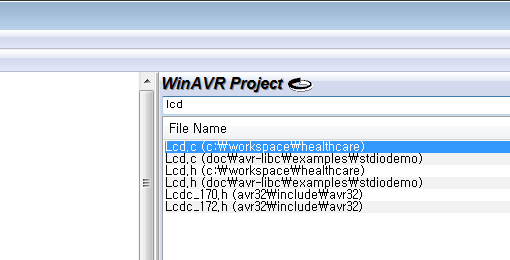 WinAVR Project
lcd
File Name
Lcd.c (c:₩workspace₩healthcare)
Lcd.c (doc₩avr-libc₩examples₩stdiodemo)
Lcd.h (c:₩workspace₩healthcare)
Lcd.h (doc₩avr-libc₩examples₩stdiodemo)
Lcdc_170.h (avr32₩include₩avr32)
Lcdc_172.h (avr32₩include₩avr32)